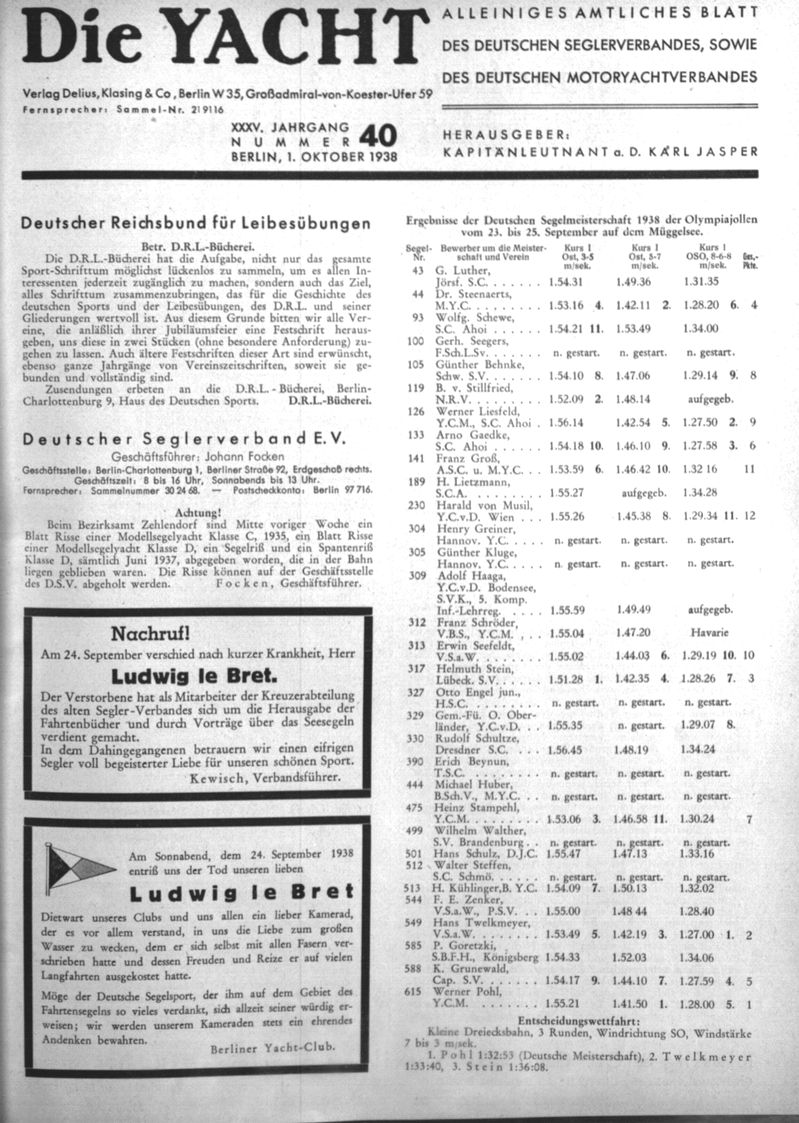 Die YACHT
ALLEINIGES AMTLICHES BLATT
DES DEUTSCHEN SEGLERVERBANDES, SOWIE
DES DEUTSCHEN MOTORYACHTVERBANDES
Verlag Delius, Klasing & Co, Berlin W 35, Großadmiral-von-Koester-Ufer 59
Fernsprecher: Sammel-Nr. 219116
XXXV. JAHRGANG
NUMMER 40
BERLIN, 1. OKTOBER 1938
HERAUSGEBER:
KAPITÄNLEUTNANT a. D. KARL JASPER
Deutscher Reichsbund für Leibesübungen
Betr. D.R.L.-Bücherei.
Die D.R.L.-Bücherei hat die Aufgabe, nicht nur das gesamte
Sport-Schrifttum möglichst lückenlos zu sammeln, um es allen In-
teressenten jederzeit zugänglich zu machen, sondern auch das Ziel,
alles Schrifttum zusammenzubringen, das für die Geschichte des
deutschen Sports und der Leibesübungen, des D.R.L. und seiner
Gliederungen wertvoll ist. Aus diesem Grunde bitten wir alle Ver-
eine, die anläßlich ihrer Jubiläumsfeier eine Festschrift heraus-
geben, uns diese in zwei Stücken (ohne besondere Anforderung) zu-
gehen zu lassen. Auch ältere Festschriften dieser Art sind erwünscht,
ebenso ganze Jahrgänge von Vereinszeitschriften, soweit sie ge-
bunden und vollständig sind.
Zusendungen erbeten an die D.R.L.-Bücherei, Berlin-
Charlottenburg 9, Haus des Deutschen Sports. D.R.L.-Bücherei.
Deutscher Seglerverband E.V.
Geschäftsführer: Johann Focken
Geschäftsstelle: Berlin-Charlottenburg 1, Berliner Straße 92, Erdgeschoß rechts.
Geschäftszeit: 8 bis 16 Uhr, Sonnabends bis 13 Uhr.
Fernsprecher: Sammelnummer 30 24 68. — Postscheckkonto: Berlin 97716.
Achtung!
Beim Bezirksamt Zehlendorf sind Mitte voriger Woche ein
Blatt Risse einer Modellsegelyacht Klasse C, 1935, ein Blatt Risse
einer Modellsegelyacht Klasse D, ein Segelriß und ein Spantenriß
Klasse D, sämtlich Juni 1937, abgegeben worden, die in der Bahn
liegen geblieben waren. Die Risse können auf der Geschäftsstelle
des D.S.V. abgeholt werden. Focken, Geschäftsführer.
Nachruf!
Am 24. September verschied nach kurzer Krankheit, Herr
Ludwig le Bret.
Der Verstorbene hat als Mitarbeiter der Kreuzerabteilung
des alten Segler-Verbandes sich um die Herausgabe der
Fahrtenbücher und durch Vorträge über das Seesegeln
verdient gemacht.
In dem Dahingegangenen betrauern wir einen eifrigen
Segler voll begeisterter Liebe für unseren schönen Sport.
Kewisch, Verbandsführer.
Am Sonnabend, dem 24. September 1938
entriß uns der Tod unseren lieben
Ludwig le Bret
Dietwart unseres Clubs und uns allen ein lieber Kamerad,
der es vor allem verstand, in uns die Liebe zum großen
Wasser zu wecken, dem er sich selbst mit allen Fasern ver-
schrieben hatte und dessen Freuden und Reize er auf vielen
Langfahrten ausgekostet hatte.
Möge der Deutsche Segelsport, der ihm auf dem Gebiet des
Fahrtensegelns so vieles verdankt, sich allzeit seiner würdig er-
weisen; wir werden unserem Kameraden stets ein ehrendes
Andenken bewahren.
Berliner Yacht-Club.
Ergebnisse der Deutschen Segelmeisterschaft 1938 der Olympiajollen
vom 23. bis 25. September auf dem Müggelsee.
Segel- Bewerber um die Meister- Kurs I Kurs I Kurs I
Nr. schaft und Verein Ost, 3-5 Ost, 3-7 OSO, 8-6-8 Ges.-
m/sek. m/sek. m/sek. Pkte.
43 G. Luther,
Jörsf. S.C. . . . . . . 1.54.31 1.49.36 1.31.35
44 Dr. Steenaerts,
M.Y.C. . . . . . . . 1.53.16 4. 1.42.11 2. 1.28.20 6. 4
93 Wolfg. Schewe,
S.C. Ahoi . . . . . . 1.54.21 11. 1.53.49 1.34.00
100 Gerh. Seegers,
F.Sch.L.Sv. . . . . . . n. gestart. n. gestart. n. gestart.
105 Günther Behnke,
Schw. S.V. . . . . . . 1.54.10 8. 1.47.06 1.29.14 9. 8
119 B. v. Stillfried,
N.R.V. . . . . . . . . 1.52.09 2. 1.48.14 aufgegeb.
126 Werner Liesfeld,
Y.C.M., S.C. Ahoi . 1.56.14 1.42.54 5. 1.27.50 2. 9
133 Arno Gaedke,
S.C. Ahoi . . . . . . 1.54.18 10. 1.46.10 9. 1.27.58 3. 6
141 Franz Groß,
A.S.C. u. M.Y.C. . . 1.53.59 6. 1.46.42 10. 1.32 16 11
189 H. Lietzmann,
S.C.A. . . . . . . . . 1.55.27 aufgegeb. 1.34.28
230 Harald von Musil,
Y.C.v.D. Wien . . . 1.55.26 1.45.38 8. 1.29.34 11. 12
304 Henry Greiner,
Hannov. Y.C. . . . . n. gestart. n. gestart. n. gestart.
305 Günther Kluge,
Hannov. Y.C. . . . . n. gestart. n. gestart. n. gestart.
309 Adolf Haaga,
Y.C.v.D. Bodensee,
S.V.K., 5. Komp.
Inf.-Lehrreg. . . . . 1.55.59 1.49.49 aufgegeb.
312 Franz Schröder,
V.B.S., Y.C.M. . . . 1.55.04 1.47.20 Havarie
313 Erwin Seefeldt,
V.S.a.W. . . . . . . . 1.55.02 1.44.03 6. 1.29.19 10. 10
317 Helmuth Stein,
Lübeck. S.V. . . . . . 1.51.28 1. 1.42.35 4. 1.28.26 7. 3
327 Otto Engel jun.,
H.S.C. . . . . . . . . n. gestart. n. gestart. n. gestart.
329 Gem.-Fü. O. Ober-
länder, Y.C.v.D. . . 1.55.35 n. gestart. 1.29.07 8.
330 Rudolf Schultze,
Dresdner S.C. . . . 1.56.45 1.48.19 1.34.24
390 Erich Beynun,
T.S.C. . . . . . . . . n. gestart. n. gestart. n. gestart.
444 Michael Huber,
B.Sch.V., M.Y.C. . . n. gestart. n. gestart. n. gestart.
475 Heinz Stampehl,
Y.C.M. . . . . . . . . 1.53.06 3. 1.46.58 11. 1.30.24 7
499 Wilhelm Walther,
S.V. Brandenburg . . n. gestart. n. gestart. n. gestart.
501 Hans Schulz, D.J.C. 1.55.47 1.47.13 1.33.16
512 Walter Steffen,
S.C. Schmö. . . . . . n. gestart. n. gestart. n. gestart.
513 H. Kühlinger, B. Y.C. 1.54.09 7. 1.50.13 1.32.02
544 F. E. Zenker,
V.S.a.W., P.S.V. . . 1.55.00 1.48 44 1.28.40
549 Hans Twelkmeyer,
V.S.a.W. . . . . . . . 1.53.49 5. 1.42.19 3. 1.27.00 1. 2
585 P. Goretzki,
S.B.F.H., Königsberg 1.54.33 1.52.03 1.34.06
588 K. Grunewald,
Cap. S.V. . . . . . . 1.54.17 9. 1.44.10 7. 1.27.59 4. 5
615 Werner Pohl,
Y.C.M. . . . . . . . 1.55.21 1.41.50 1. 1.28.00 5. 1
Entscheidungswettfahrt:
Kleine Dreiecksbahn, 3 Runden, Windrichtung SO, Windstärke
7 bis 3 m/sek.
1. Pohl 1:32:53 (Deutsche Meisterschaft), 2. Twelkmeyer
1:33:40, 3. Stein 1:36:08.